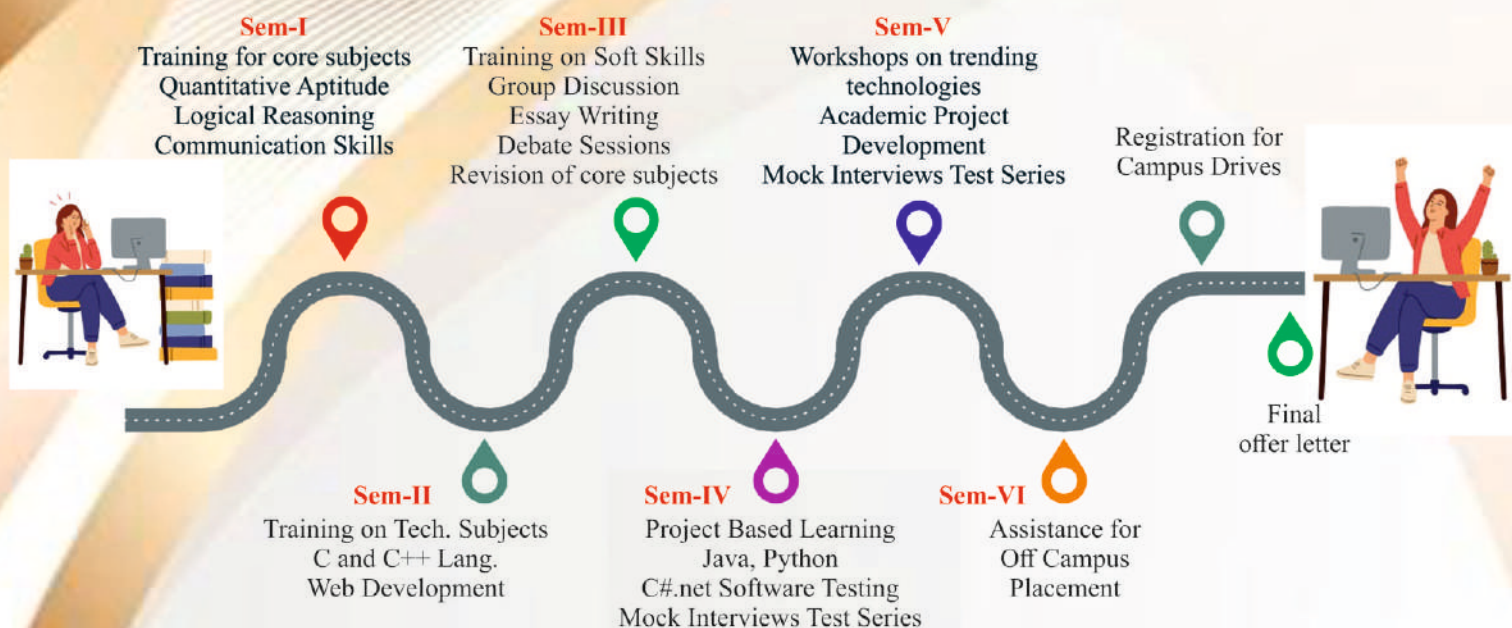 Sem-I
Training for core subjects
Quantitative Aptitude
Logical Reasoning
Communication Skills
Sem-II
Training on Tech. Subjects
C and C++ Lang.
Web Development
Sem-III
Training on Soft Skills
Group Discussion
Essay Writing
Debate Sessions
Revision of core subjects
Sem-IV
Project Based Learning
Java, Python
C#.net Software Testing
Mock Interviews Test Series
Sem-V
Workshops on trending
technologies
Academic Project
Development
Mock Interviews Test Series
Sem-VI
Assistance for
Off Campus
Placement
Registration for
Campus Drives
Final
offer letter